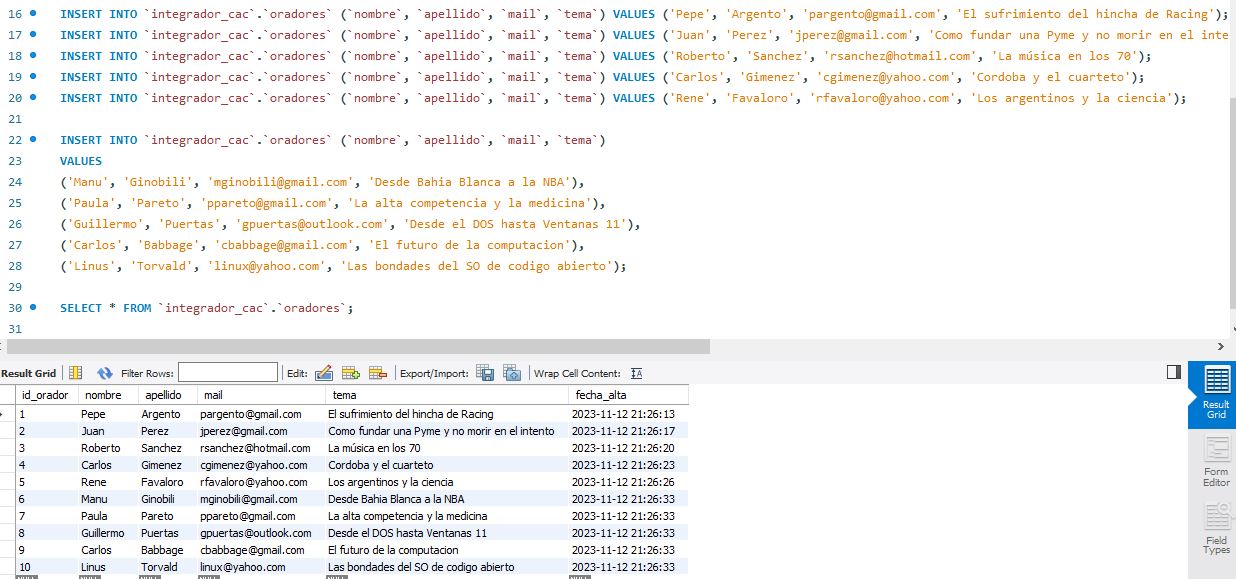 16 INSERT INTO `integrador_cac`.`oradores` (`nombre`, `apellido`, `mail`, `tema`) VALUES ('Pepe', 'Argento', 'pargento@gmail.com', 'El sufrimiento del hincha de Racing');
17 INSERT INTO `integrador_cac`.`oradores` (`nombre`, `apellido`, `mail`, `tema`) VALUES ('Juan', 'Perez', 'jperez@gmail.com', 'Como fundar una Pyme y no morir en el inte
18 INSERT INTO `integrador_cac`.`oradores` (`nombre`, `apellido`, `mail`, `tema`) VALUES ('Roberto', 'Sanchez', 'rsanchez@hotmail.com', 'La música en los 70');
19 INSERT INTO `integrador_cac`.`oradores` (`nombre`, `apellido`, `mail`, `tema`) VALUES ('Carlos', 'Gimenez', 'cgimenez@yahoo.com', 'Cordoba y el cuarteto');
20 INSERT INTO `integrador_cac`.`oradores` (`nombre`, `apellido`, `mail`, `tema`) VALUES ('Rene', 'Favaloro', 'rfavaloro@yahoo.com', 'Los argentinos y la ciencia');
21
22 INSERT INTO `integrador_cac`.`oradores` (`nombre`, `apellido`, `mail`, `tema`)
23 VALUES
24 ('Manu', 'Ginobili', 'mginobili@gmail.com', 'Desde Bahia Blanca a la NBA'),
25 ('Paula', 'Pareto', 'ppareto@gmail.com', 'La alta competencia y la medicina'),
26 ('Guillermo', 'Puertas', 'gpuertas@outlook.com', 'Desde el DOS hasta Ventanas 11'),
27 ('Carlos', 'Babbage', 'cbabbage@gmail.com', 'El futuro de la computacion'),
28 ('Linus', 'Torvald', 'linux@yahoo.com', 'Las bondades del SO de codigo abierto');
29
30 SELECT * FROM `integrador_cac`.`oradores`;
31
Result Grid Filter Rows: Edit: Export/Import: Wrap Cell Content:
id_orador nombre apellido mail tema fecha_alta
1 Pepe Argento pargento@gmail.com El sufrimiento del hincha de Racing 2023-11-12 21:26:13
2 Juan Perez jperez@gmail.com Como fundar una Pyme y no morir en el intento 2023-11-12 21:26:17
3 Roberto Sanchez rsanchez@hotmail.com La música en los 70 2023-11-12 21:26:20
4 Carlos Gimenez cgimenez@yahoo.com Cordoba y el cuarteto 2023-11-12 21:26:23
5 Rene Favaloro rfavaloro@yahoo.com Los argentinos y la ciencia 2023-11-12 21:26:26
6 Manu Ginobili mginobili@gmail.com Desde Bahia Blanca a la NBA 2023-11-12 21:26:33
7 Paula Pareto ppareto@gmail.com La alta competencia y la medicina 2023-11-12 21:26:33
8 Guillermo Puertas gpuertas@outlook.com Desde el DOS hasta Ventanas 11 2023-11-12 21:26:33
9 Carlos Babbage cbabbage@gmail.com El futuro de la computacion 2023-11-12 21:26:33
10 Linus Torvald linux@yahoo.com Las bondades del SO de codigo abierto 2023-11-12 21:26:33
Result
Grid
Form
Editor
Field
Types